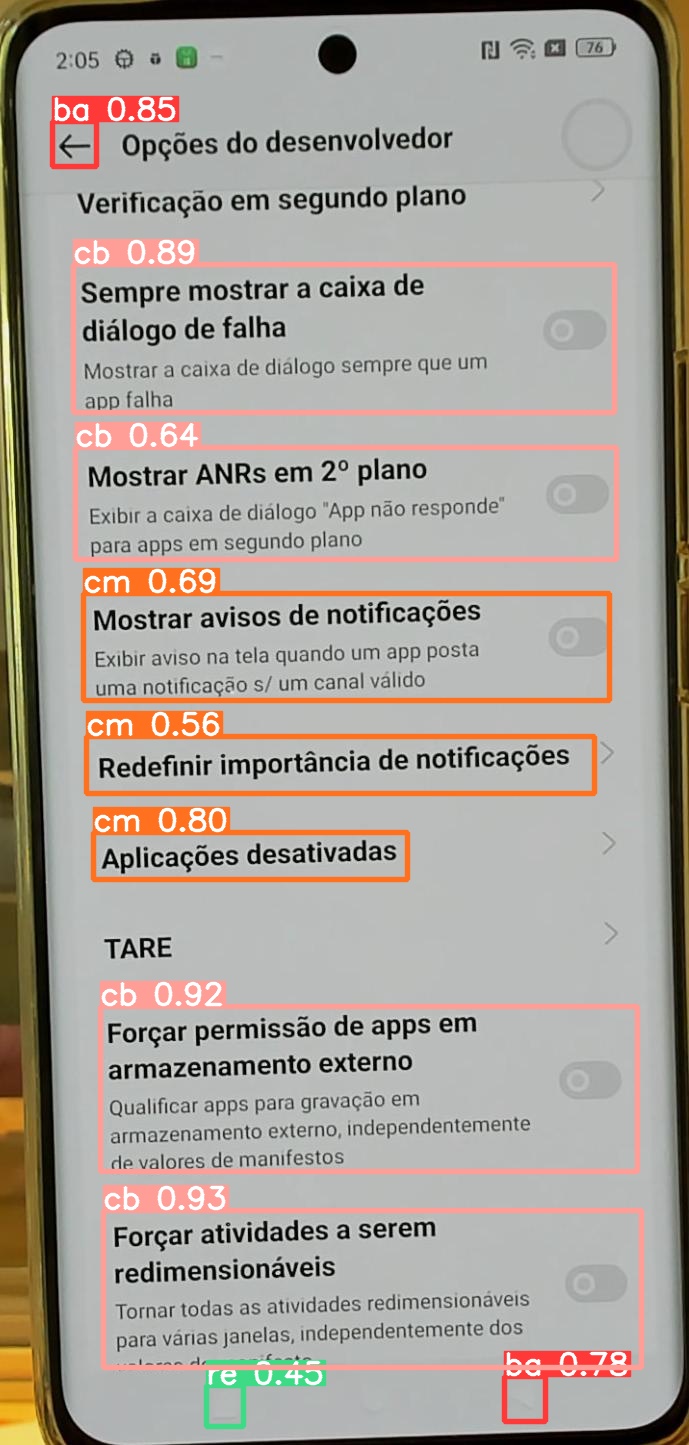 2:05
76
ba 0.85
Opções do desenvolvedor
Verificação em segundo plano
cb 0.89
Sempre mostrar a caixa de
diálogo de falha
Mostrar a caixa de diálogo sempre que um
app falha
cb 0.64
Mostrar ANRs em 2º plano
Exibir a caixa de diálogo "App não responde"
para apps em segundo plano
cm 0.69
Mostrar avisos de notificações
Exibir aviso na tela quando um app posta
uma notificação s/ um canal válido
cm 0.56
Redefinir importância de notificações
cm 0.80
Aplicações desativadas
TARE
cb 0.92
Forçar permissão de apps em
armazenamento externo
Qualificar apps para gravação em
armazenamento externo, independentemente
de valores de manifestos
cb 0.93
Forçar atividades a serem
redimensionáveis
Tornar todas as atividades redimensionáveis
para várias janelas, independentemente dos
re 0.45
ba 0.78